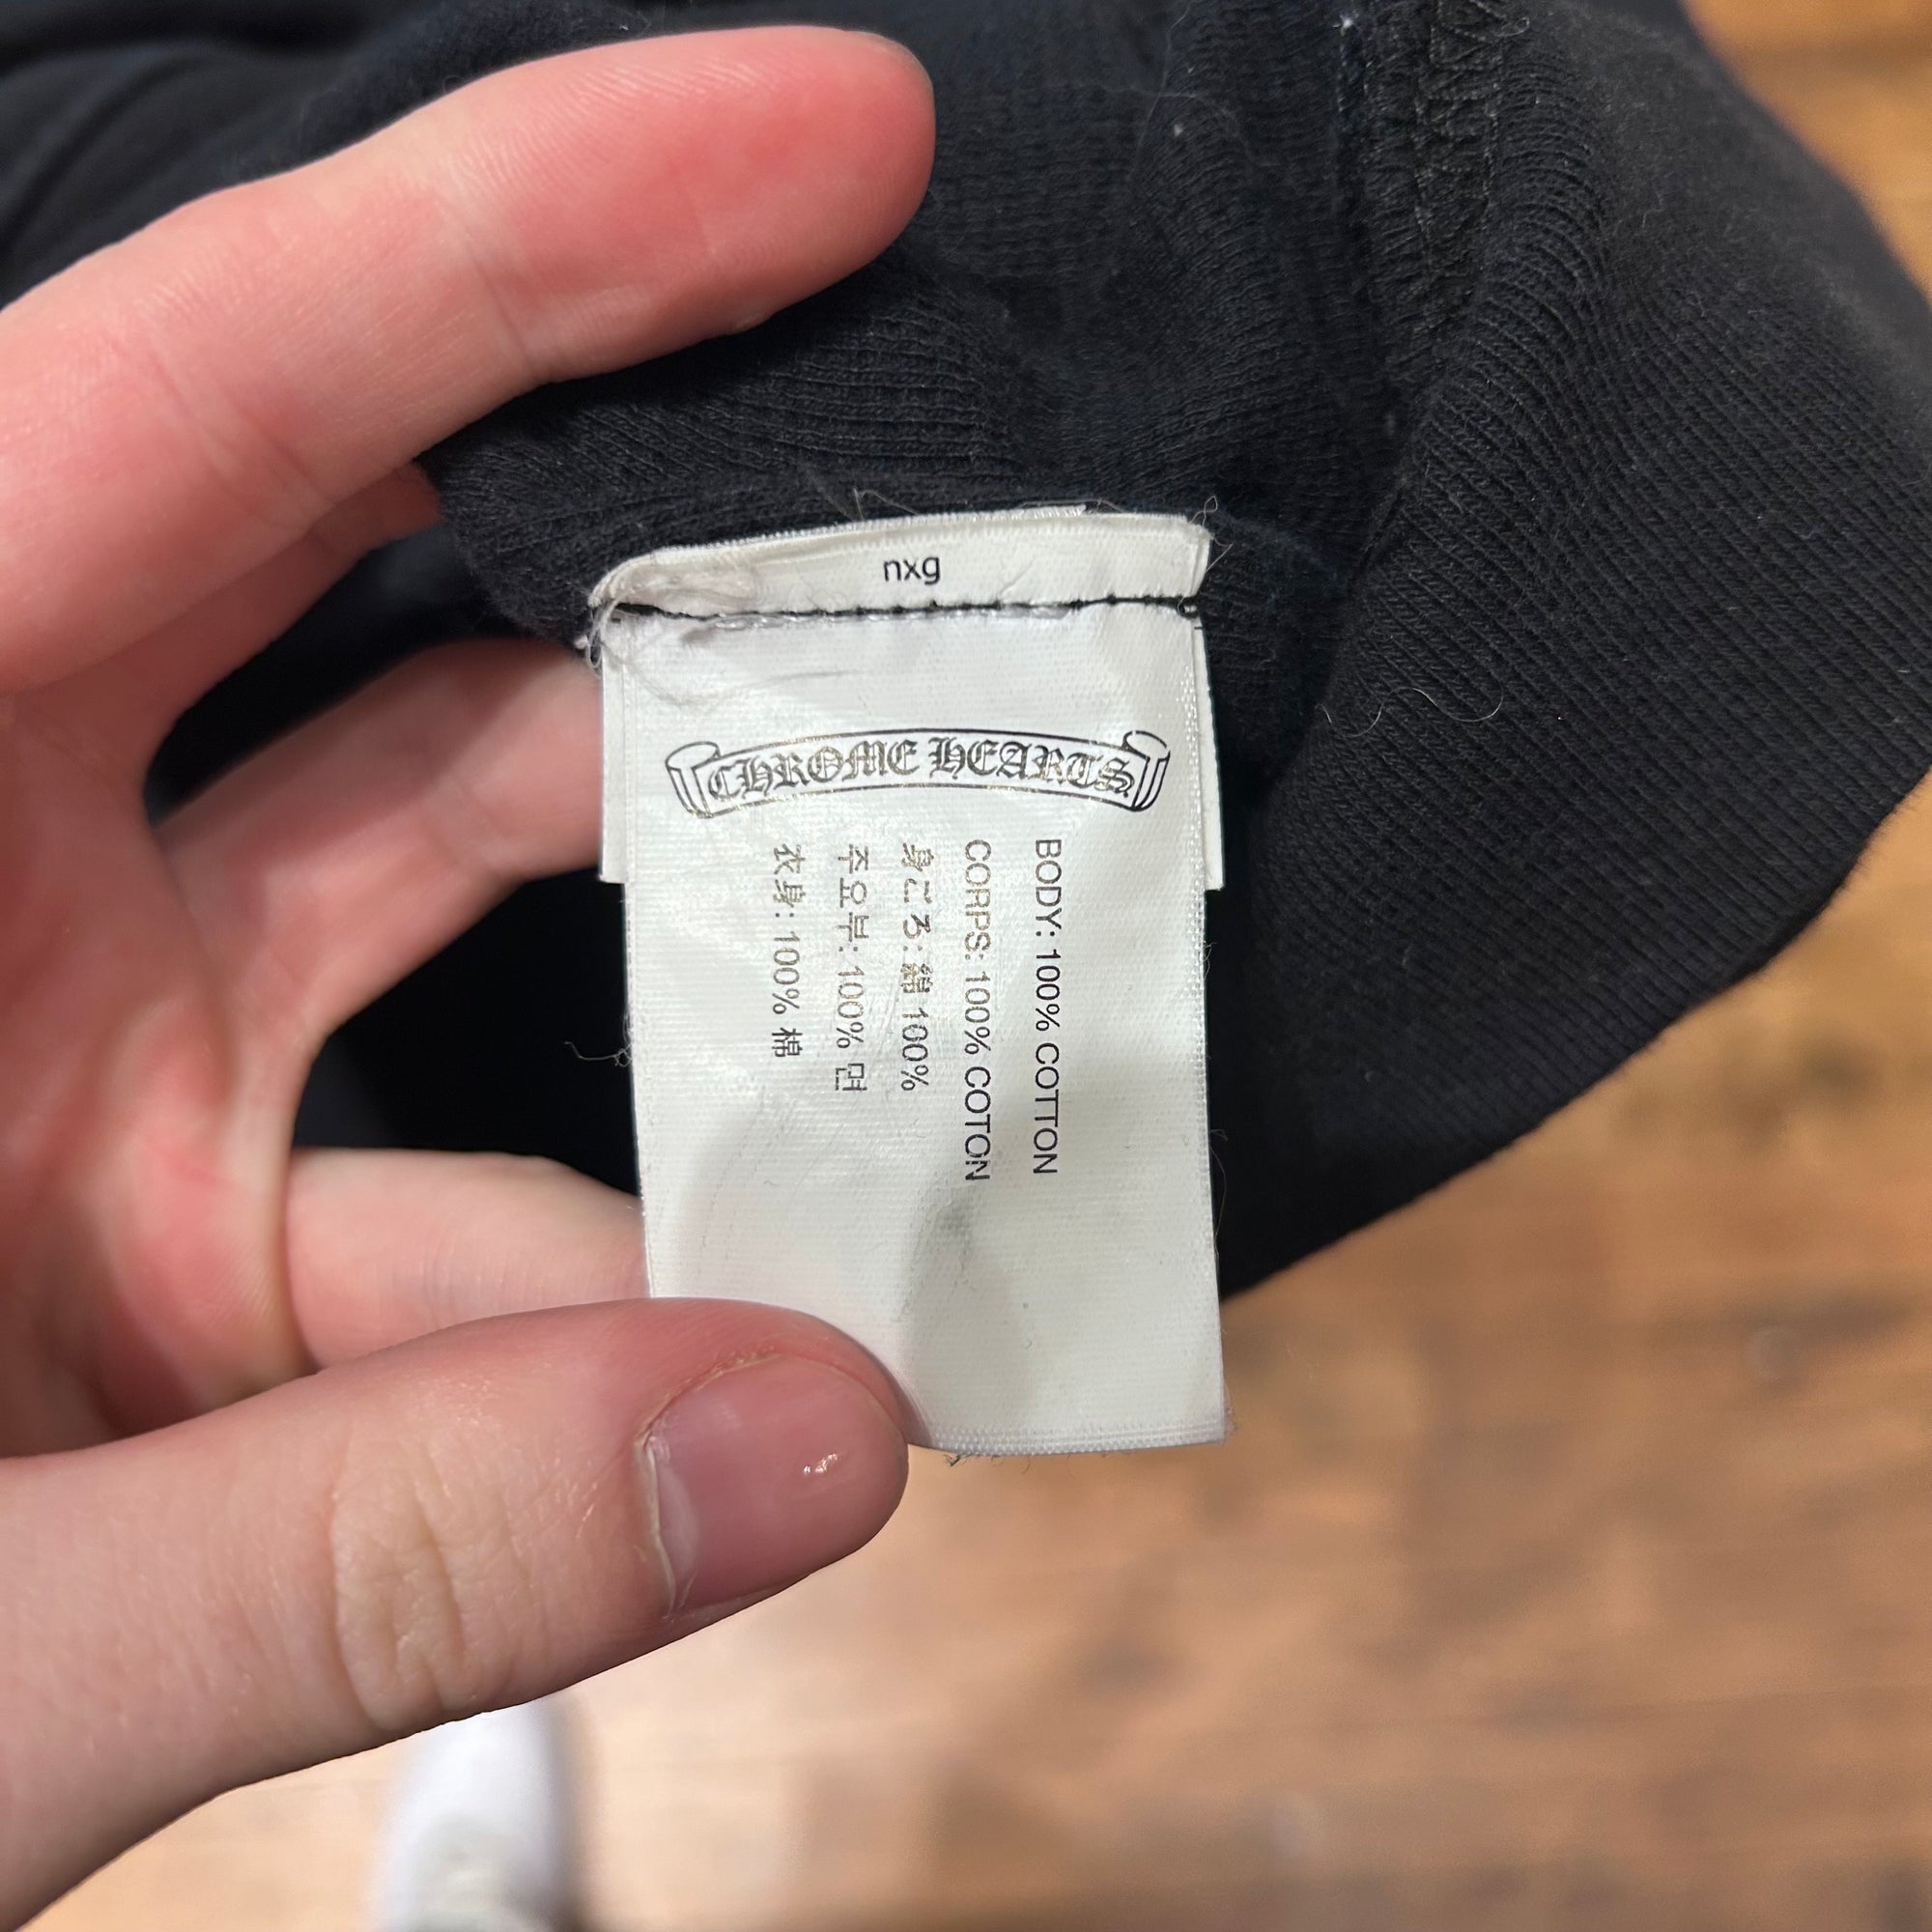 nxg
CHROME HEARTS
BODY: 100% COTTON
CORPS: 100% COTON
身ごろ: 綿 100%
주요부: 100% 면
衣身: 100% 棉